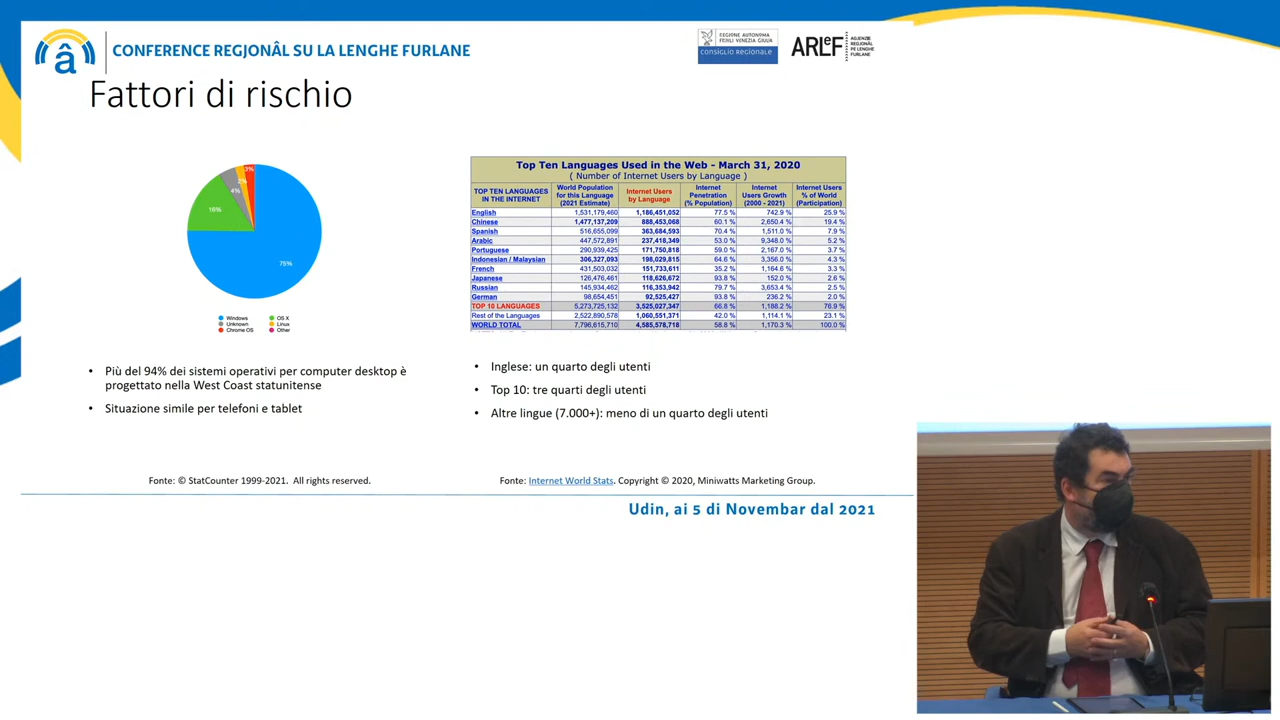 CONFERENCE REGJONÂL SU LA LENGHE FURLANE
REGIONE AUTONOMA
FRIULI VENEZIA GIULIA
CONSIGLIO REGIONALE
ARLeF
AGJENZIE
REGJONÂL
PE LENGHE
FURLANE
â
Fattori di rischio
3%
2%
4%
16%
75%
Windows
OS X
Unknown
Linux
Chrome OS
Other
Top Ten Languages Used in the Web - March 31, 2020
( Number of Internet Users by Language )
TOP TEN LANGUAGES IN THE INTERNET | World Population for this Language (2021 Estimate) | Internet Users by Language | Internet Penetration (% Population) | Internet Users Growth (2000 - 2021) | Internet Users % of World (Participation)
English 1,531,179,460 1,186,451,052 77.5 % 742.9 % 25.9 %
Chinese 1,477,137,209 888,453,068 60.1 % 2,650.4 % 19.4 %
Spanish 516,655,099 363,684,593 70.4 % 1,511.0 % 7.9 %
Arabic 447,572,891 237,418,349 53.0 % 9,348.0 % 5.2 %
Portuguese 290,939,425 171,750,818 59.0 % 2,167.0 % 3.7 %
Indonesian / Malaysian 306,327,093 198,029,815 64.6 % 3,356.0 % 4.3 %
French 431,503,032 151,733,611 35.2 % 1,164.6 % 3.3 %
Japanese 126,476,461 118,626,672 93.8 % 152.0 % 2.6 %
Russian 145,934,462 116,353,942 79.7 % 3,653.4 % 2.5 %
German 98,654,451 92,525,427 93.8 % 236.2 % 2.0 %
TOP 10 LANGUAGES 5,273,725,132 3,525,027,347 66.8 % 1,188.2 % 76.9 %
Rest of the Languages 2,522,890,578 1,060,551,371 42.0 % 1,114.1 % 23.1 %
WORLD TOTAL 7,796,615,710 4,585,578,718 58.8 % 1,170.3 % 100.0 %
• Più del 94% dei sistemi operativi per computer desktop è
progettato nella West Coast statunitense
• Situazione simile per telefoni e tablet
• Inglese: un quarto degli utenti
• Top 10: tre quarti degli utenti
• Altre lingue (7.000+): meno di un quarto degli utenti
Fonte: © StatCounter 1999-2021. All rights reserved.
Fonte: Internet World Stats. Copyright © 2020, Miniwatts Marketing Group.
Udin, ai 5 di Novembar dal 2021